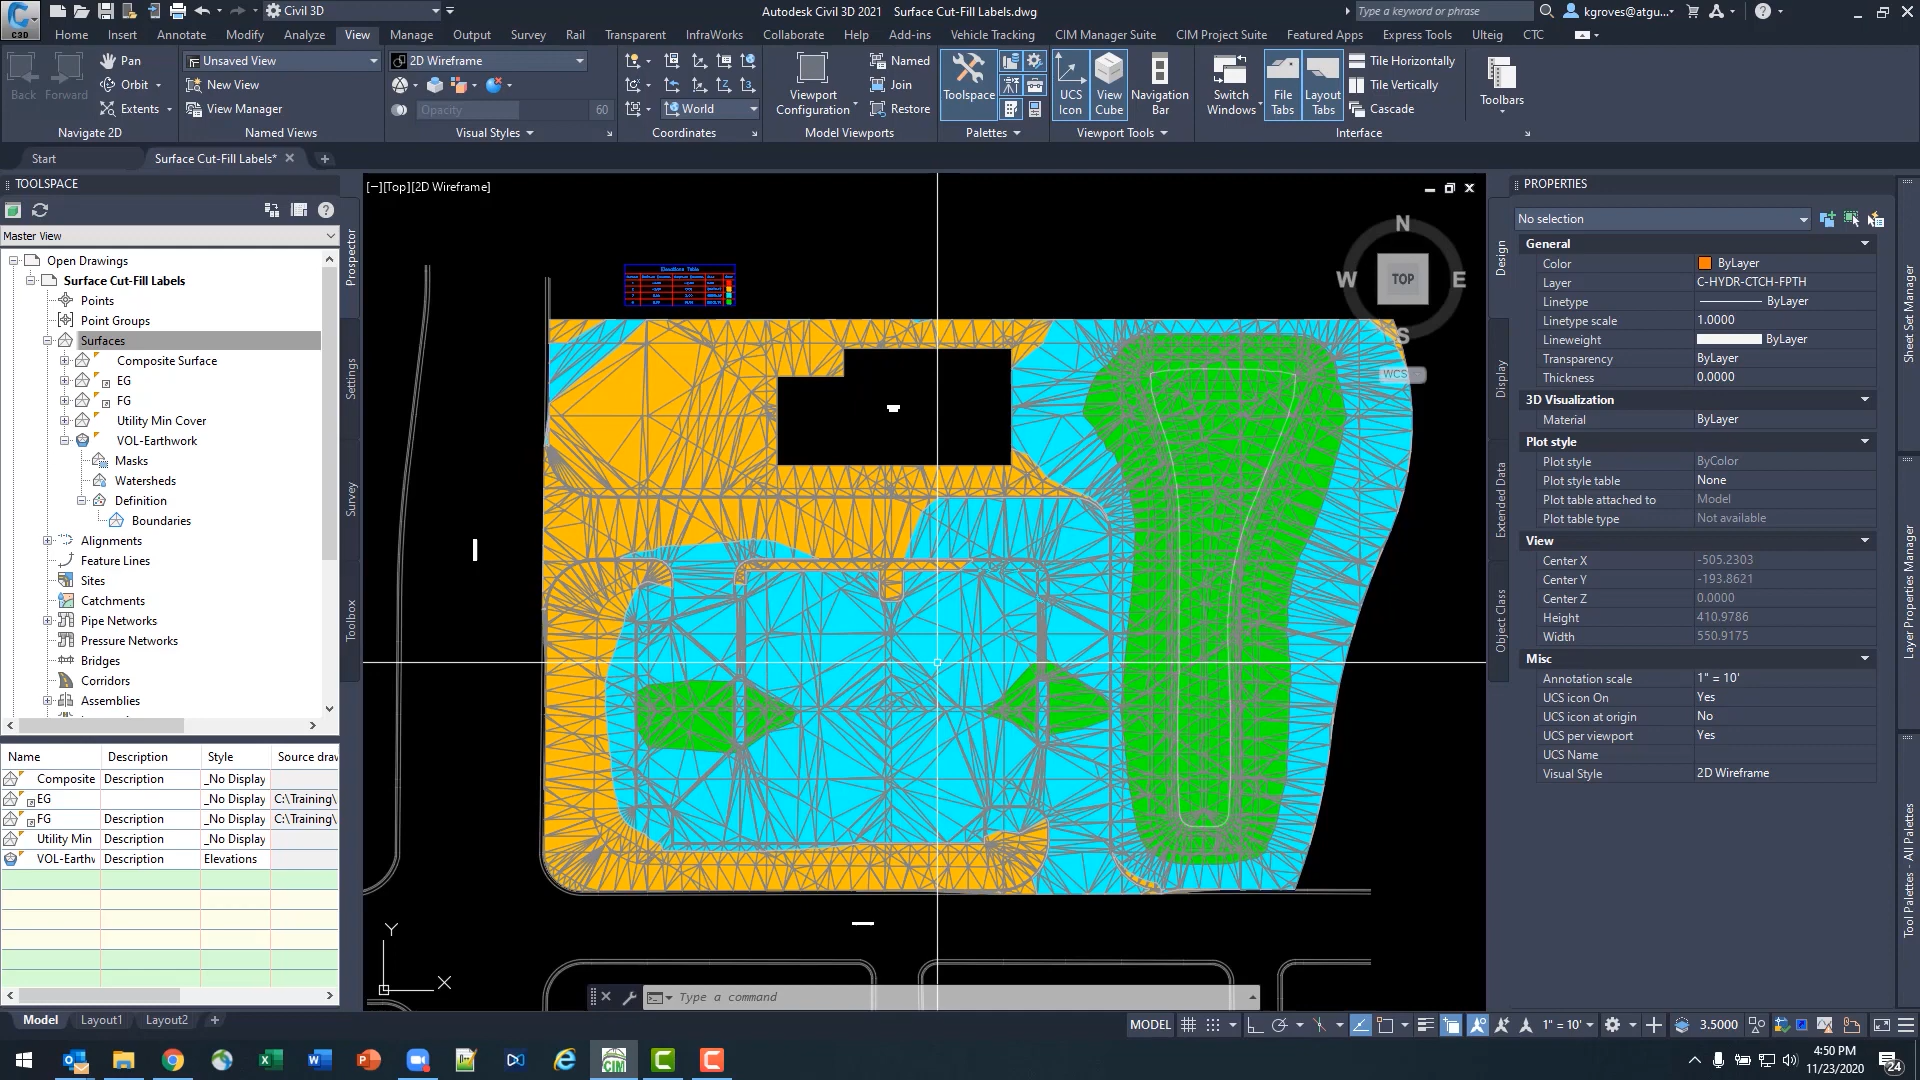 Civil 3D
Autodesk Civil 3D 2021 Surface Cut-Fill Labels.dwg
Type a keyword or phrase
kgroves@atgu...
C3D
Home Insert Annotate Modify Analyze View Manage Output Survey Rail Transparent InfraWorks Collaborate Help Add-ins Vehicle Tracking CIM Manager Suite CIM Project Suite Featured Apps Express Tools Ulteig CTC
Back
Forward
Pan
Orbit
Extents
Navigate 2D
Unsaved View
New View
View Manager
Named Views
2D Wireframe
Opacity 60
Visual Styles
World
Coordinates
Viewport
Configuration
Named
Join
Restore
Model Viewports
Toolspace
Palettes
UCS
Icon
View
Cube
Navigation
Bar
Viewport Tools
Switch
Windows
File
Tabs
Layout
Tabs
Tile Horizontally
Tile Vertically
Cascade
Interface
Toolbars
Start
Surface Cut-Fill Labels*
TOOLSPACE
Master View
Open Drawings
Surface Cut-Fill Labels
Points
Point Groups
Surfaces
Composite Surface
EG
FG
Utility Min Cover
VOL-Earthwork
Masks
Watersheds
Definition
Boundaries
Alignments
Feature Lines
Sites
Catchments
Pipe Networks
Pressure Networks
Bridges
Corridors
Assemblies
Prospector
Settings
Survey
Toolbox
Name Description Style Source drav
Composite Description _No Display
EG _No Display C:\Training\
FG Description _No Display C:\Training\
Utility Min Description _No Display
VOL-Earthv Description Elevations
[−][Top][2D Wireframe]
Elevations Table
N
W
TOP
E
S
WCS
Y
X
Type a command
PROPERTIES
No selection
General
Color ByLayer
Layer C-HYDR-CTCH-FPTH
Linetype ByLayer
Linetype scale 1.0000
Lineweight ByLayer
Transparency ByLayer
Thickness 0.0000
3D Visualization
Material ByLayer
Plot style
Plot style ByColor
Plot style table None
Plot table attached to Model
Plot table type Not available
View
Center X -505.2303
Center Y -193.8621
Center Z 0.0000
Height 410.9786
Width 550.9175
Misc
Annotation scale 1" = 10'
UCS icon On Yes
UCS icon at origin No
UCS per viewport Yes
UCS Name
Visual Style 2D Wireframe
Design
Display
Extended Data
Object Class
Sheet Set Manager
Layer Properties Manager
Tool Palettes - All Palettes
Model Layout1 Layout2
MODEL
1" = 10'
3.5000
CIM
4:50 PM
11/23/2020
24